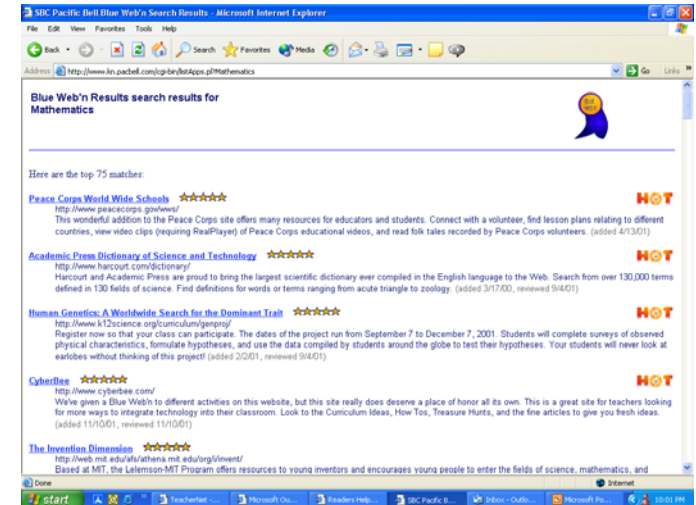 SBC Pacific Bell Blue Web'n Search Results - Microsoft Internet Explorer
File Edit View Favorites Tools Help
Back Search Favorites Media
Address http://www.kn.pacbell.com/cgi-bin/listApps.pl?Mathematics Go Links
Blue Web'n Results search results for
Mathematics
Here are the top 75 matches:
Peace Corps World Wide Schools HOT
http://www.peacecorps.gov/wws/
This wonderful addition to the Peace Corps site offers many resources for educators and students. Connect with a volunteer, find lesson plans relating to different
countries, view video clips (requiring RealPlayer) of Peace Corps educational videos, and read folk tales recorded by Peace Corps volunteers. (added 4/13/01)
Academic Press Dictionary of Science and Technology HOT
http://www.harcourt.com/dictionary/
Harcourt and Academic Press are proud to bring the largest scientific dictionary ever compiled in the English language to the Web. Search from over 130,000 terms
defined in 130 fields of science. Find definitions for words or terms ranging from acute triangle to zoology. (added 3/17/00, reviewed 9/4/01)
Human Genetics: A Worldwide Search for the Dominant Trait HOT
http://www.k12science.org/curriculum/genproj/
Register now so that your class can participate. The dates of the project run from September 7 to December 7, 2001. Students will complete surveys of observed
physical characteristics, formulate hypotheses, and use the data compiled by students around the globe to test their hypotheses. Your students will never look at
earlobes without thinking of this project! (added 2/2/01, reviewed 9/4/01)
CyberBee HOT
http://www.cyberbee.com/
We've given a Blue Web'n to different activities on this website, but this site really does deserve a place of honor all its own. This is a great site for teachers looking
for more ways to integrate technology into their classroom. Look to the Curriculum Ideas, How Tos, Treasure Hunts, and the fine articles to give you fresh ideas.
(added 11/10/01, reviewed 11/10/01)
The Invention Dimension
http://web.mit.edu/afs/athena.mit.edu/org/i/invent/
Based at MIT, the Lelemson-MIT Program offers resources to young inventors and encourages young people to enter the fields of science, mathematics, and
Done Internet
start TeacherNet -... Microsoft Ou... Readers Help... SBC Pacific B... Inbox - Outlo... Microsoft Po... 10:01 PM